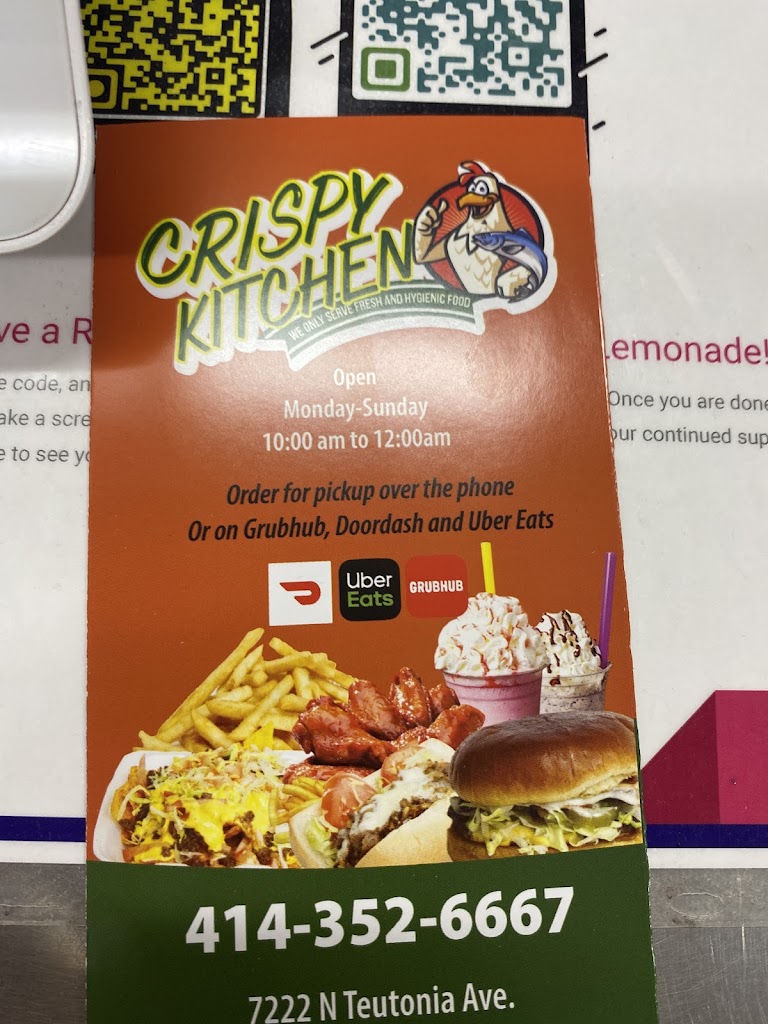 CRISPY
KITCHEN
WE ONLY SERVE FRESH AND HYGIENIC FOOD
Open
Monday-Sunday
10:00 am to 12:00am
Order for pickup over the phone
Or on Grubhub, Doordash and Uber Eats
Uber
Eats
GRUBHUB
414-352-6667
7222 N Teutonia Ave.
ve a R
e code, an
ake a scre
e to see yo
emonade!
Once you are done
our continued sup